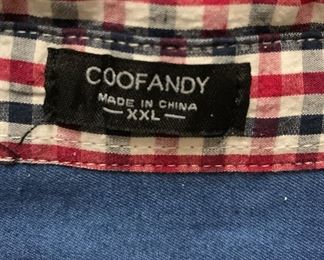 COOFANDY
MADE IN CHINA
— XXL —